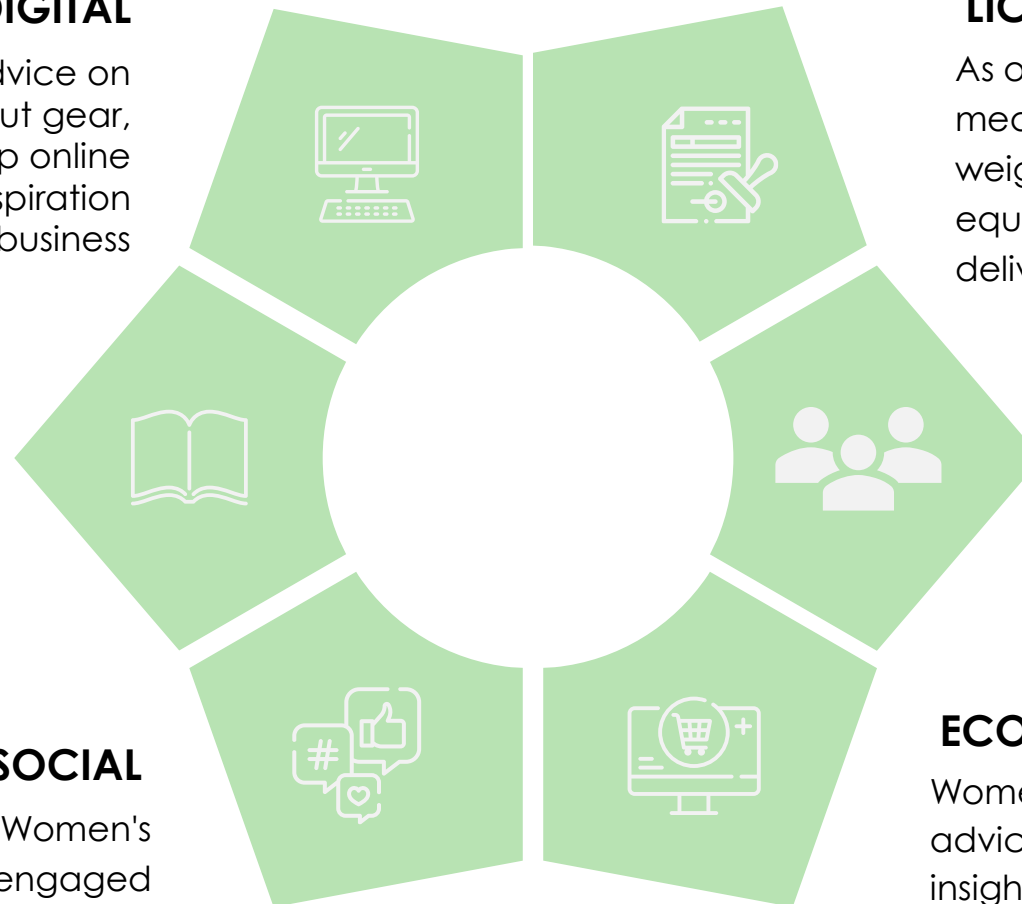 DIGITAL
dvice on
ut gear,
p online
spiration
business
LIC
As a
med
weig
equ
deliv
SOCIAL
Women's
engaged
#
ECO
Wome
advic
insigh